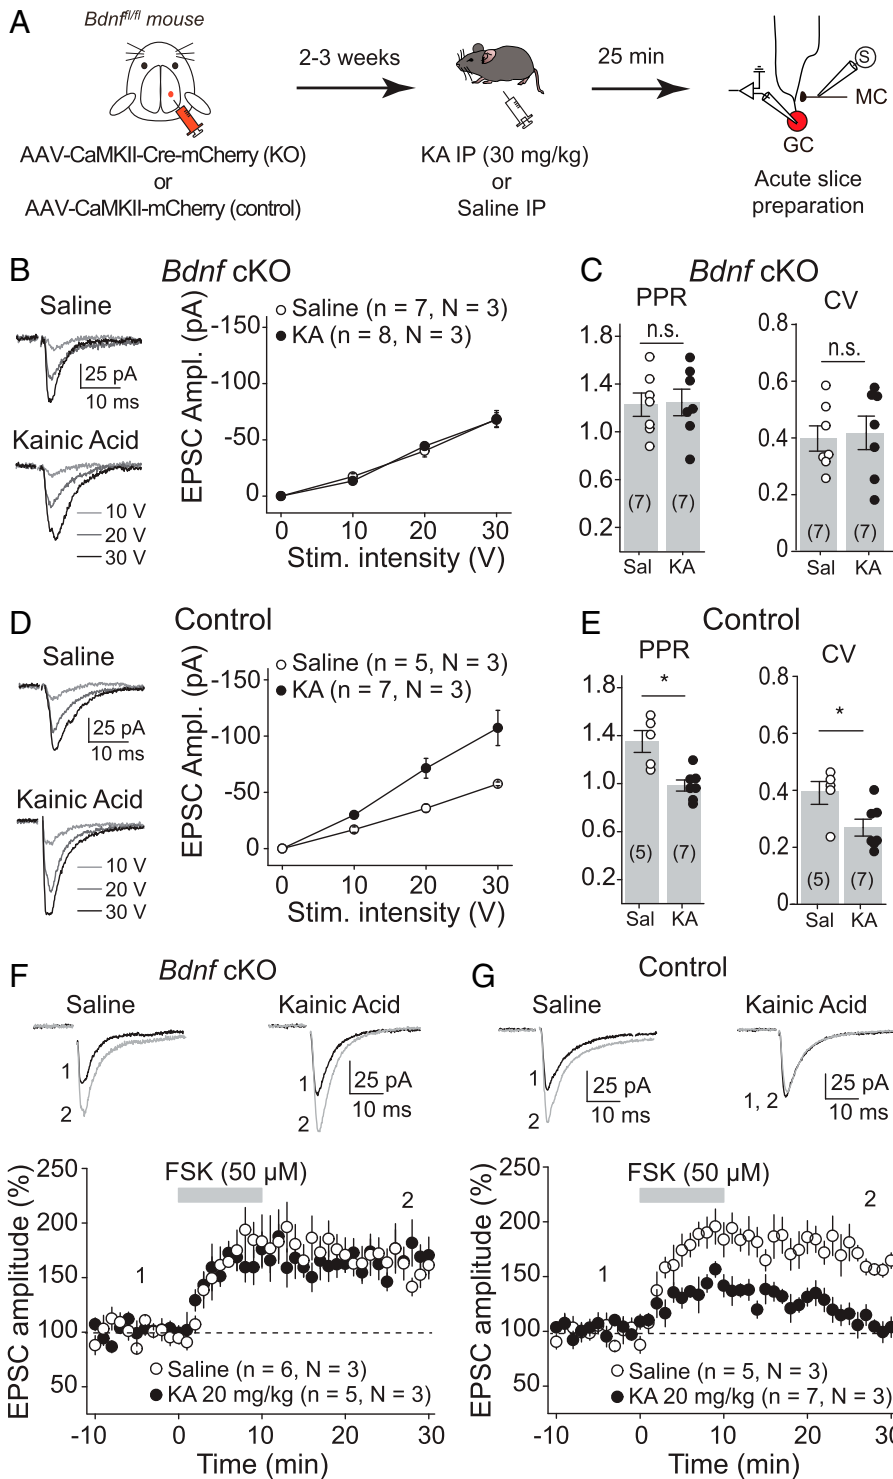 A
Bdnf fl/fl mouse
2-3 weeks
25 min
S
MC
GC
AAV-CaMKII-Cre-mCherry (KO)
or
AAV-CaMKII-mCherry (control)
KA IP (30 mg/kg)
or
Saline IP
Acute slice
preparation
B
Bdnf cKO
Saline
25 pA
10 ms
Kainic Acid
10 V
20 V
30 V
EPSC Ampl. (pA)
-150
-100
-50
0
Saline (n = 7, N = 3)
KA (n = 8, N = 3)
0 10 20 30
Stim. intensity (V)
C
Bdnf cKO
PPR
n.s.
1.8
1.4
1.0
0.6
0.2
(7) (7)
Sal KA
CV
n.s.
0.8
0.6
0.4
0.2
0
(7) (7)
Sal KA
D
Control
Saline
25 pA
10 ms
Kainic Acid
10 V
20 V
30 V
EPSC Ampl. (pA)
-150
-100
-50
0
Saline (n = 5, N = 3)
KA (n = 7, N = 3)
0 10 20 30
Stim. intensity (V)
E
Control
PPR
*
1.8
1.4
1.0
0.6
0.2
(5) (7)
Sal KA
CV
*
0.8
0.6
0.4
0.2
0
(5) (7)
Sal KA
F
Bdnf cKO
Saline
1
2
Kainic Acid
1
2
25 pA
10 ms
EPSC amplitude (%)
250
200
150
100
50
FSK (50 µM)
1
2
Saline (n = 6, N = 3)
KA 20 mg/kg (n = 5, N = 3)
-10 0 10 20 30
Time (min)
G
Control
Saline
1
2
25 pA
10 ms
Kainic Acid
1, 2
25 pA
10 ms
EPSC amplitude (%)
250
200
150
100
50
FSK (50 µM)
1
2
Saline (n = 5, N = 3)
KA 20 mg/kg (n = 7, N = 3)
-10 0 10 20 30
Time (min)